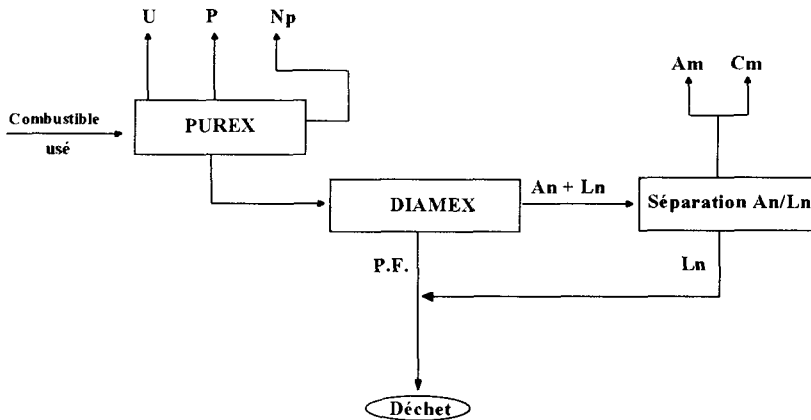 U P Np
Am Cm
Combustible
usé
PUREX
An + Ln
DIAMEX
Séparation An/Ln
P.F.
Ln
Déchet